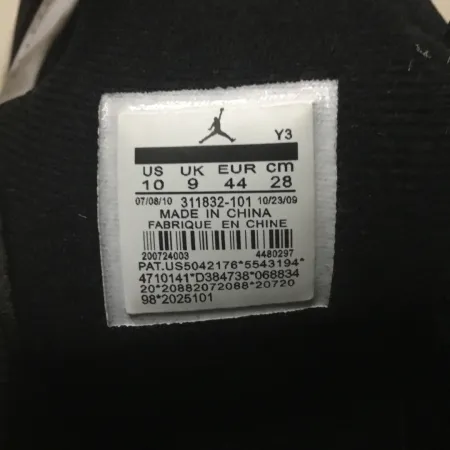 Y3
US UK EUR cm
10 9 44 28
07/08/10 311832-101 10/23/09
MADE IN CHINA
FABRIQUE EN CHINE
200724003 4480297
PAT.US5042176*5543194*
4710141*D384738*068834
20*20882072088*20720
98*2025101